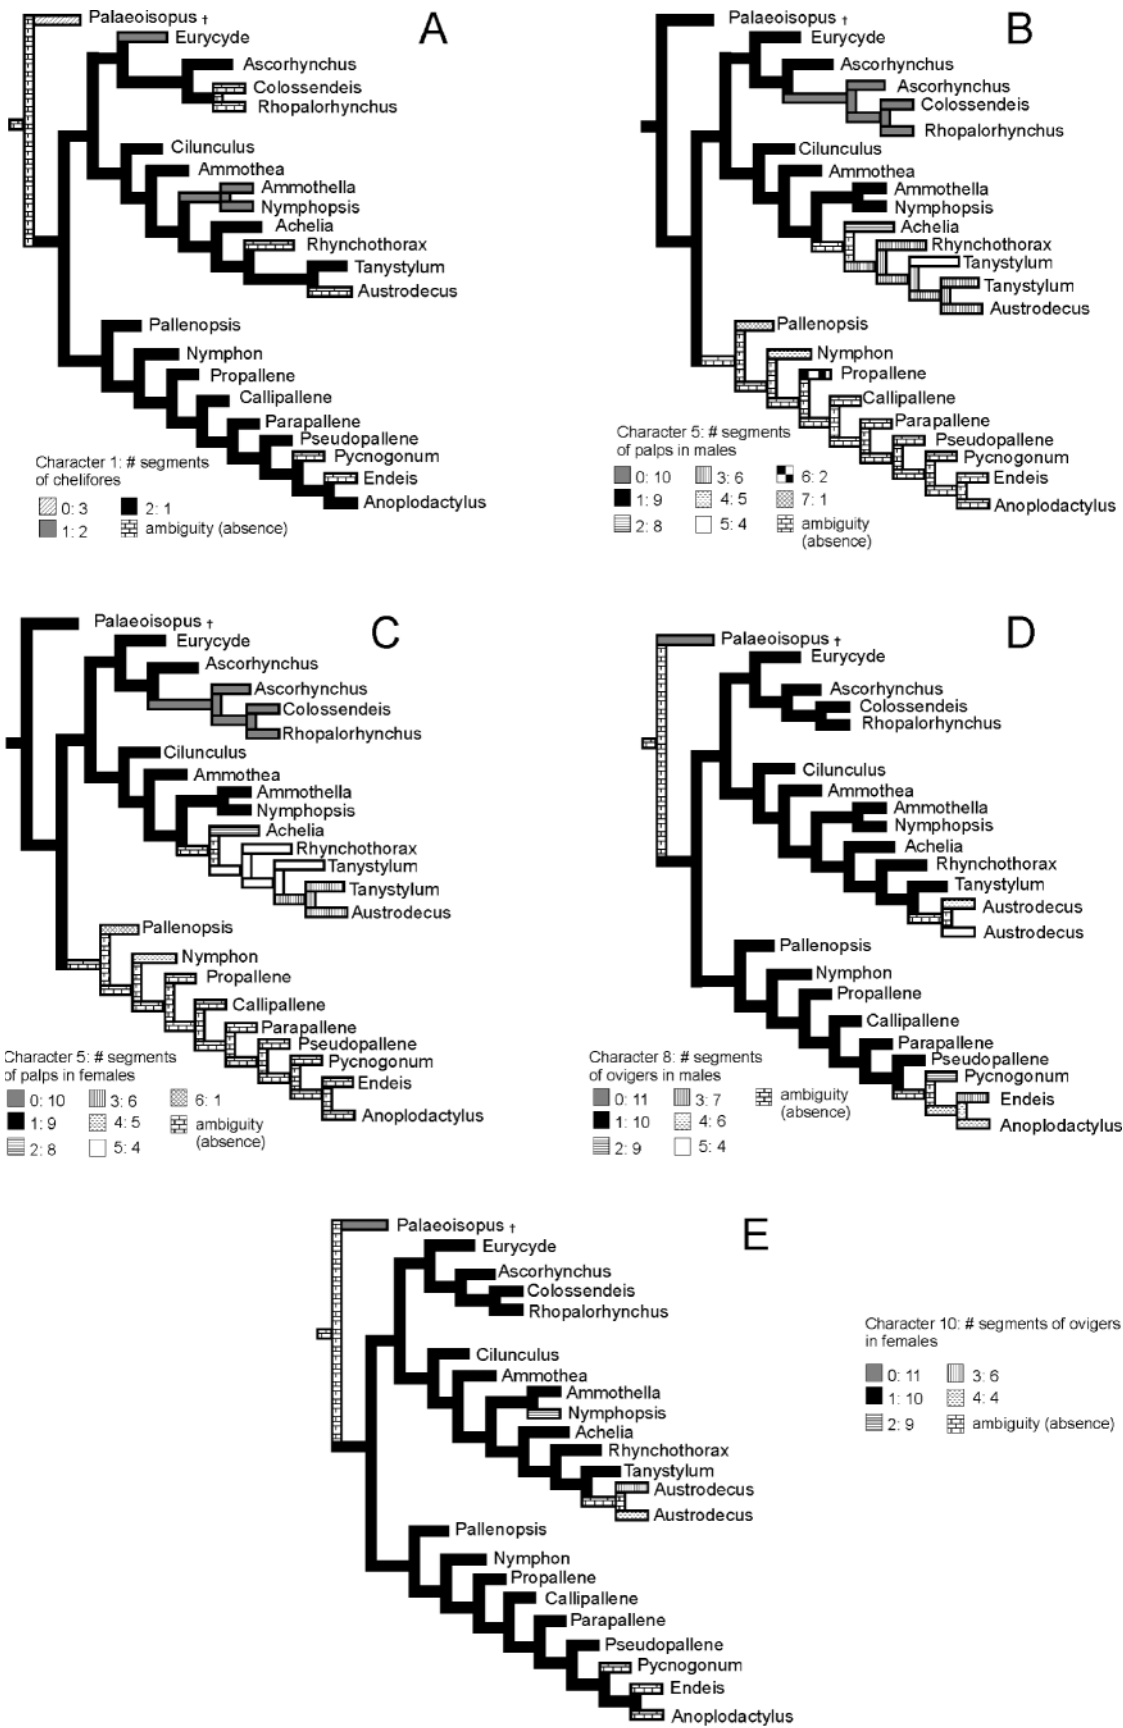 A
Palaeoisopus †
Eurycyde
Ascorhynchus
Colossendeis
Rhopalorhynchus
Cilunculus
Ammothea
Ammothella
Nymphopsis
Achelia
Rhynchothorax
Tanystylum
Austrodecus
Pallenopsis
Nymphon
Propallene
Callipallene
Parapallene
Pseudopallene
Pycnogonum
Endeis
Anoplodactylus
Character 1: # segments
of chelifores
0: 3
2: 1
1: 2
ambiguity (absence)
B
Palaeoisopus †
Eurycyde
Ascorhynchus
Ascorhynchus
Colossendeis
Rhopalorhynchus
Cilunculus
Ammothea
Ammothella
Nymphopsis
Achelia
Rhynchothorax
Tanystylum
Tanystylum
Austrodecus
Pallenopsis
Nymphon
Propallene
Callipallene
Parapallene
Pseudopallene
Pycnogonum
Endeis
Anoplodactylus
Character 5: # segments
of palps in males
0: 10
3: 6
6: 2
1: 9
4: 5
7: 1
2: 8
5: 4
ambiguity
(absence)
C
Palaeoisopus †
Eurycyde
Ascorhynchus
Ascorhynchus
Colossendeis
Rhopalorhynchus
Cilunculus
Ammothea
Ammothella
Nymphopsis
Achelia
Rhynchothorax
Tanystylum
Tanystylum
Austrodecus
Pallenopsis
Nymphon
Propallene
Callipallene
Parapallene
Pseudopallene
Pycnogonum
Endeis
Anoplodactylus
Character 5: # segments
of palps in females
0: 10
3: 6
6: 1
1: 9
4: 5
ambiguity
(absence)
2: 8
5: 4
D
Palaeoisopus †
Eurycyde
Ascorhynchus
Colossendeis
Rhopalorhynchus
Cilunculus
Ammothea
Ammothella
Nymphopsis
Achelia
Rhynchothorax
Tanystylum
Austrodecus
Austrodecus
Pallenopsis
Nymphon
Propallene
Callipallene
Parapallene
Pseudopallene
Pycnogonum
Endeis
Anoplodactylus
Character 8: # segments
of ovigers in males
0: 11
3: 7
ambiguity
(absence)
1: 10
4: 6
2: 9
5: 4
E
Palaeoisopus †
Eurycyde
Ascorhynchus
Colossendeis
Rhopalorhynchus
Cilunculus
Ammothea
Ammothella
Nymphopsis
Achelia
Rhynchothorax
Tanystylum
Austrodecus
Austrodecus
Pallenopsis
Nymphon
Propallene
Callipallene
Parapallene
Pseudopallene
Pycnogonum
Endeis
Anoplodactylus
Character 10: # segments of ovigers
in females
0: 11
3: 6
1: 10
4: 4
2: 9
ambiguity (absence)